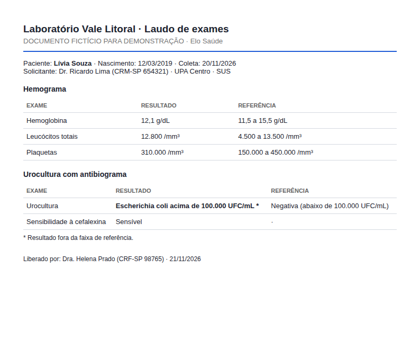 Laboratório Vale Litoral · Laudo de exames
DOCUMENTO FICTÍCIO PARA DEMONSTRAÇÃO · Elo Saúde
Paciente: Livia Souza · Nascimento: 12/03/2019 · Coleta: 20/11/2026
Solicitante: Dr. Ricardo Lima (CRM-SP 654321) · UPA Centro · SUS
Hemograma
EXAME RESULTADO REFERÊNCIA
Hemoglobina 12,1 g/dL 11,5 a 15,5 g/dL
Leucócitos totais 12.800 /mm³ 4.500 a 13.500 /mm³
Plaquetas 310.000 /mm³ 150.000 a 450.000 /mm³
Urocultura com antibiograma
EXAME RESULTADO REFERÊNCIA
Urocultura Escherichia coli acima de 100.000 UFC/mL * Negativa (abaixo de 100.000 UFC/mL)
Sensibilidade à cefalexina Sensível -
* Resultado fora da faixa de referência.
Liberado por: Dra. Helena Prado (CRF-SP 98765) · 21/11/2026